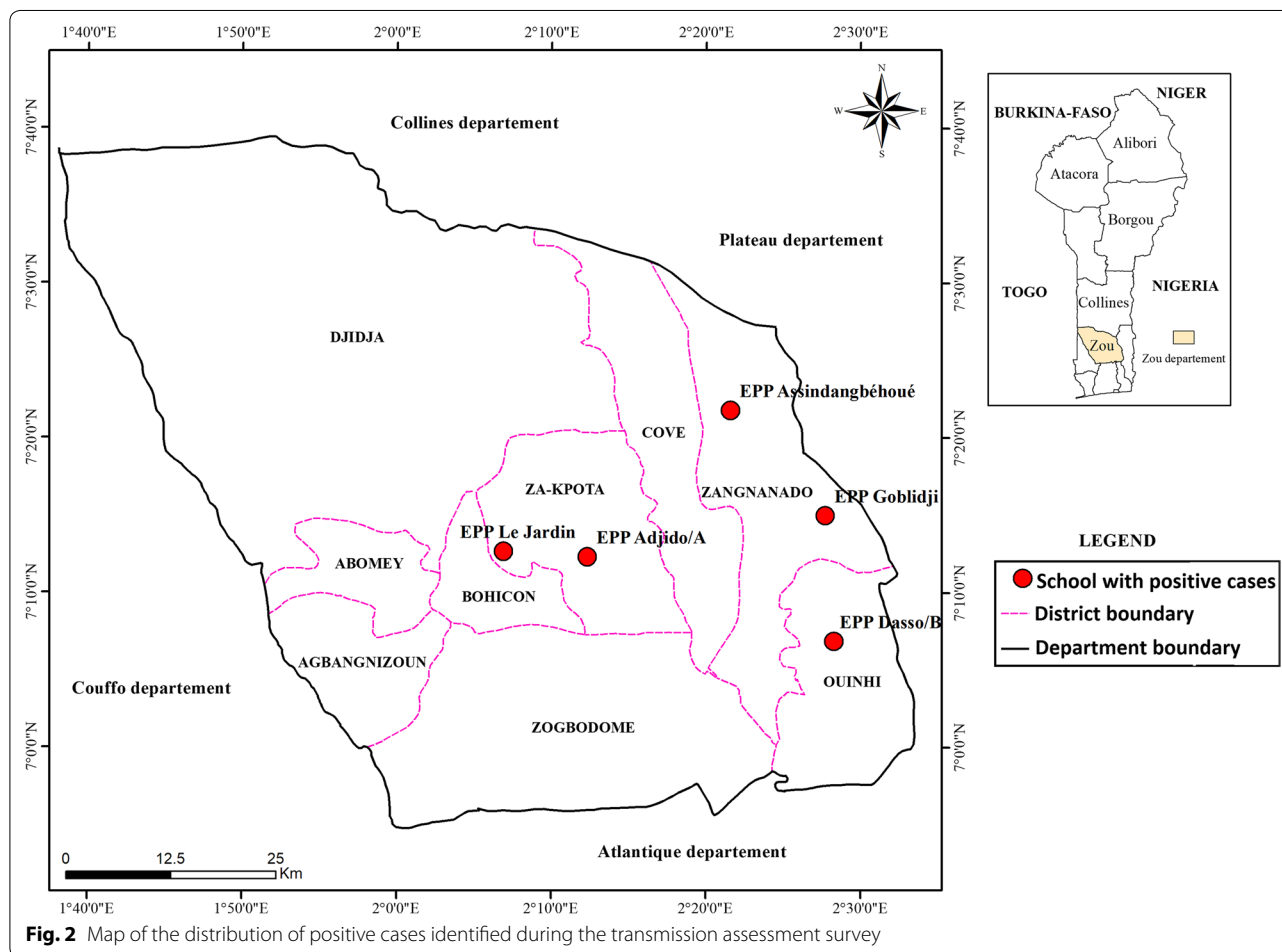 1°40'0"E 1°50'0"E 2°0'0"E 2°10'0"E 2°20'0"E 2°30'0"E
N
W E
S
7°40'0"N
7°30'0"N
7°20'0"N
7°10'0"N
7°0'0"N
7°40'0"N
7°30'0"N
7°20'0"N
7°10'0"N
7°0'0"N
Collines departement
Plateau departement
DJIDJA
EPP Assindangbéhoué
COVE
ZA-KPOTA
ZANGNANADO
EPP Goblidji
EPP Le Jardin
EPP Adjido/A
ABOMEY
BOHICON
EPP Dasso/B
AGBANGNIZOUN
OUINHI
Couffo departement
ZOGBODOME
Atlantique departement
0 12.5 25
Km
1°40'0"E 1°50'0"E 2°0'0"E 2°10'0"E 2°20'0"E 2°30'0"E
NIGER
BURKINA-FASO
Alibori
Atacora
Borgou
TOGO
NIGERIA
Collines
Zou
Zou departement
LEGEND
School with positive cases
District boundary
Department boundary
Fig. 2 Map of the distribution of positive cases identified during the transmission assessment survey